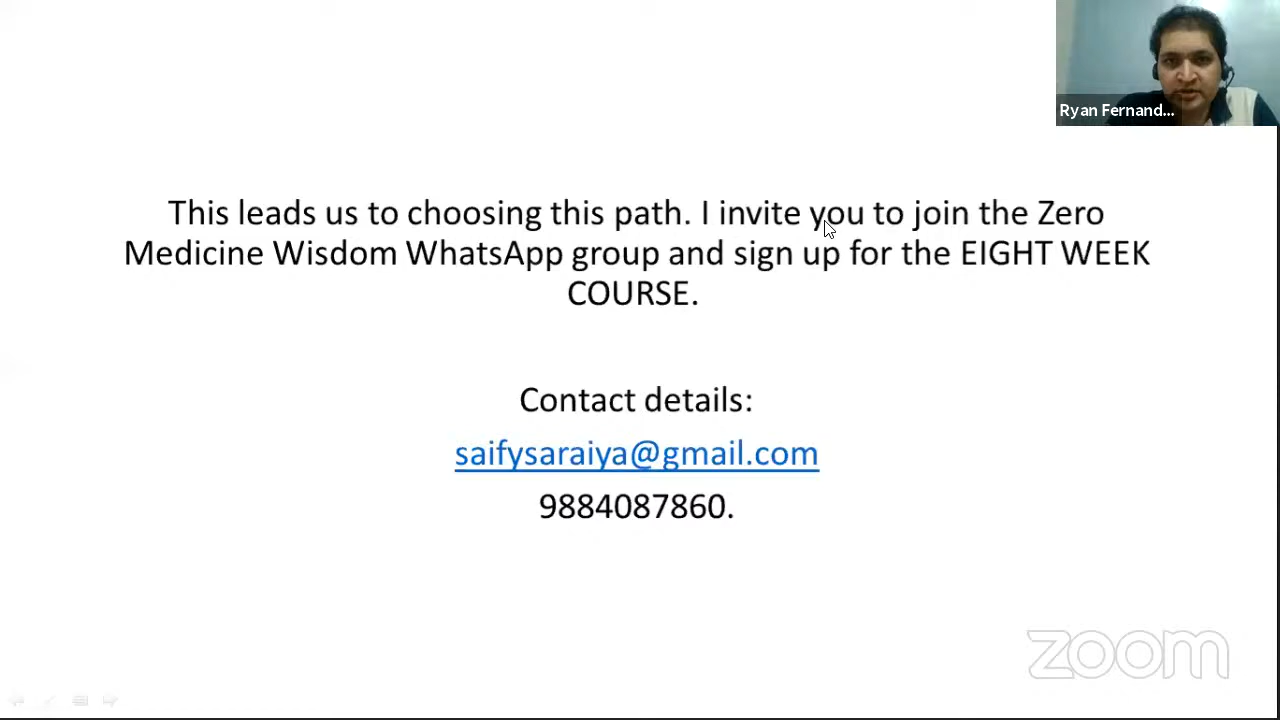 Ryan Fernand...
This leads us to choosing this path. I invite you to join the Zero
Medicine Wisdom WhatsApp group and sign up for the EIGHT WEEK
COURSE.
Contact details:
saifysaraiya@gmail.com
9884087860.
zoom